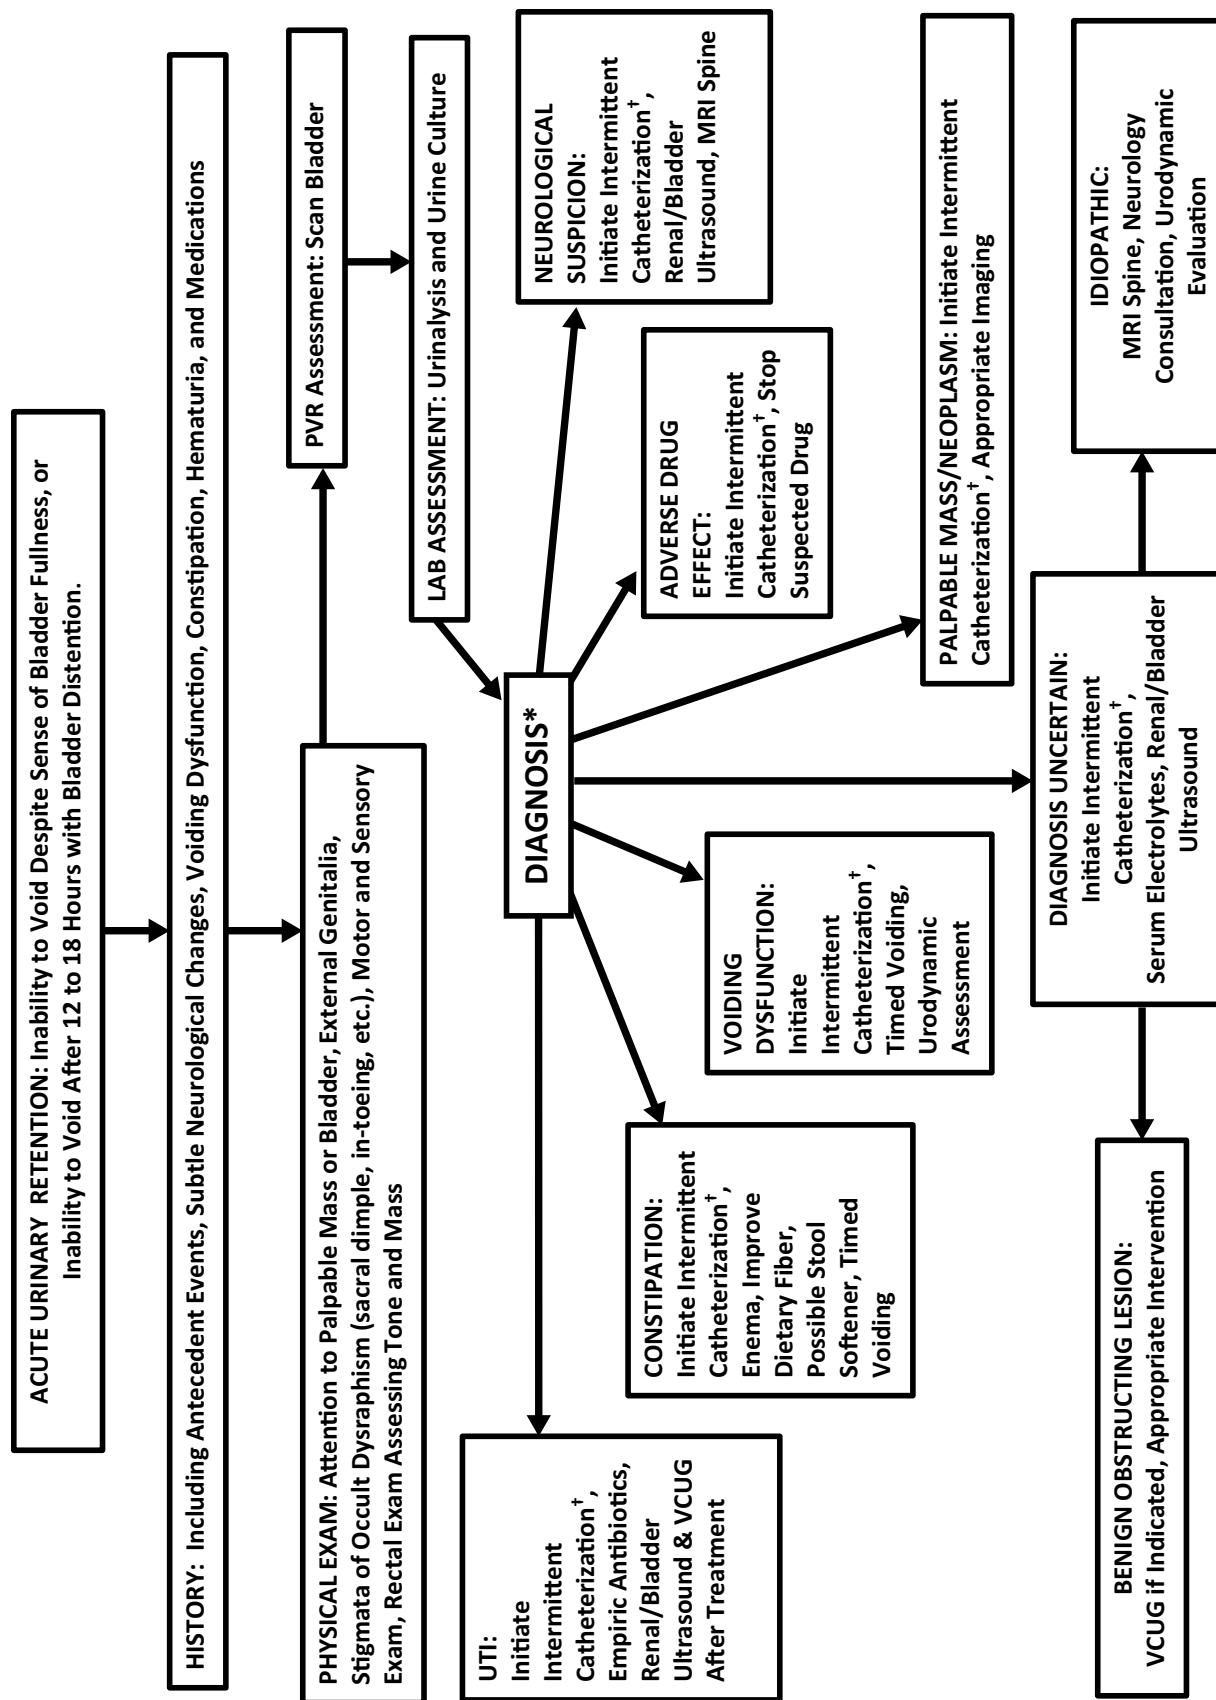 ACUTE URINARY RETENTION: Inability to Void Despite Sense of Bladder Fullness, or
Inability to Void After 12 to 18 Hours with Bladder Distention.
HISTORY: Including Antecedent Events, Subtle Neurological Changes, Voiding Dysfunction, Constipation, Hematuria, and Medications
PHYSICAL EXAM: Attention to Palpable Mass or Bladder, External Genitalia,
Stigmata of Occult Dysraphism (sacral dimple, in-toeing, etc.), Motor and Sensory
Exam, Rectal Exam Assessing Tone and Mass
PVR Assessment: Scan Bladder
LAB ASSESSMENT: Urinalysis and Urine Culture
DIAGNOSIS*
UTI:
Initiate
Intermittent
Catheterization†,
Empiric Antibiotics,
Renal/Bladder
Ultrasound & VCUG
After Treatment
CONSTIPATION:
Initiate Intermittent
Catheterization†,
Enema, Improve
Dietary Fiber,
Possible Stool
Softener, Timed
Voiding
VOIDING
DYSFUNCTION:
Initiate
Intermittent
Catheterization†,
Timed Voiding,
Urodynamic
Assessment
ADVERSE DRUG
EFFECT:
Initiate Intermittent
Catheterization†, Stop
Suspected Drug
NEUROLOGICAL
SUSPICION:
Initiate Intermittent
Catheterization†,
Renal/Bladder
Ultrasound, MRI Spine
PALPABLE MASS/NEOPLASM: Initiate Intermittent
Catheterization†, Appropriate Imaging
DIAGNOSIS UNCERTAIN:
Initiate Intermittent
Catheterization†,
Serum Electrolytes, Renal/Bladder
Ultrasound
BENIGN OBSTRUCTING LESION:
VCUG if Indicated, Appropriate Intervention
IDIOPATHIC:
MRI Spine, Neurology
Consultation, Urodynamic
Evaluation